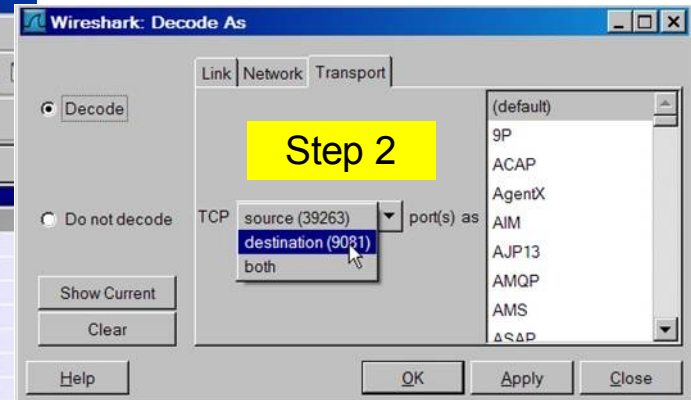 Wireshark: Decode As
Link Network Transport
Decode
Do not decode
Show Current
Clear
Step 2
TCP source (39263) port(s) as
destination (9081)
both
(default)
9P
ACAP
AgentX
AIM
AJP13
AMQP
AMS
ASAP
Help OK Apply Close